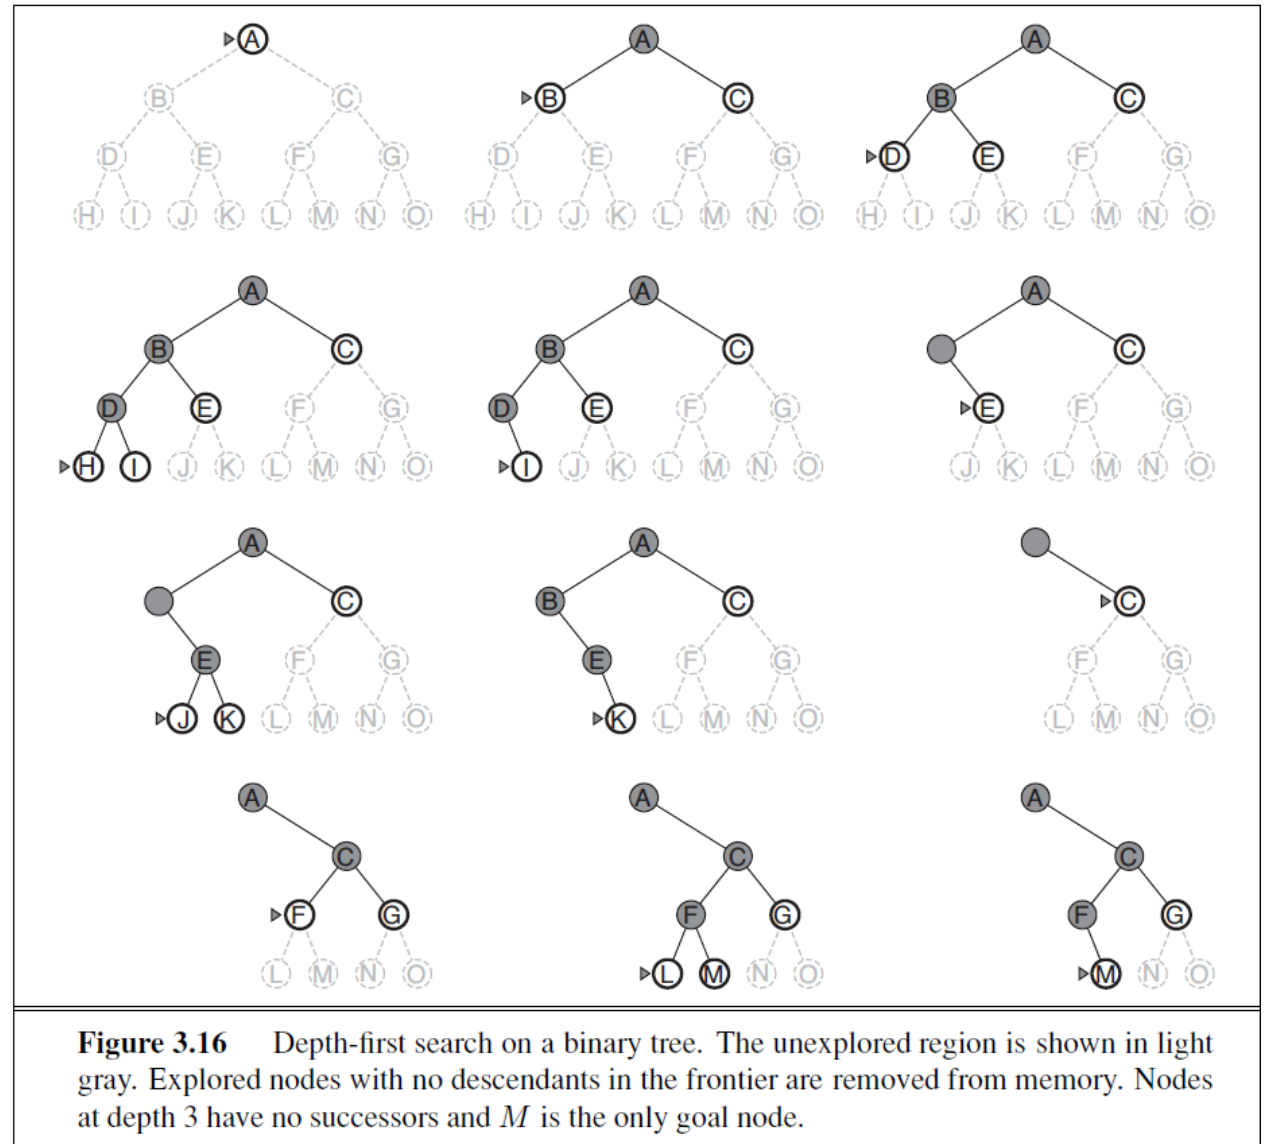 A A A
B C B C B C
D E F G D E F G D E F G
H I J K L M N O H I J K L M N O H I J K L M N O
A A A
B C B C C
D E F G D E F G E F G
H I J K L M N O I J K L M N O J K L M N O
A A
C B C C
E F G E F G F G
J K L M N O K L M N O L M N O
A A A
C C C
F G F G F G
L M N O L M N O M N O
Figure 3.16 Depth-first search on a binary tree. The unexplored region is shown in light
gray. Explored nodes with no descendants in the frontier are removed from memory. Nodes
at depth 3 have no successors and M is the only goal node.